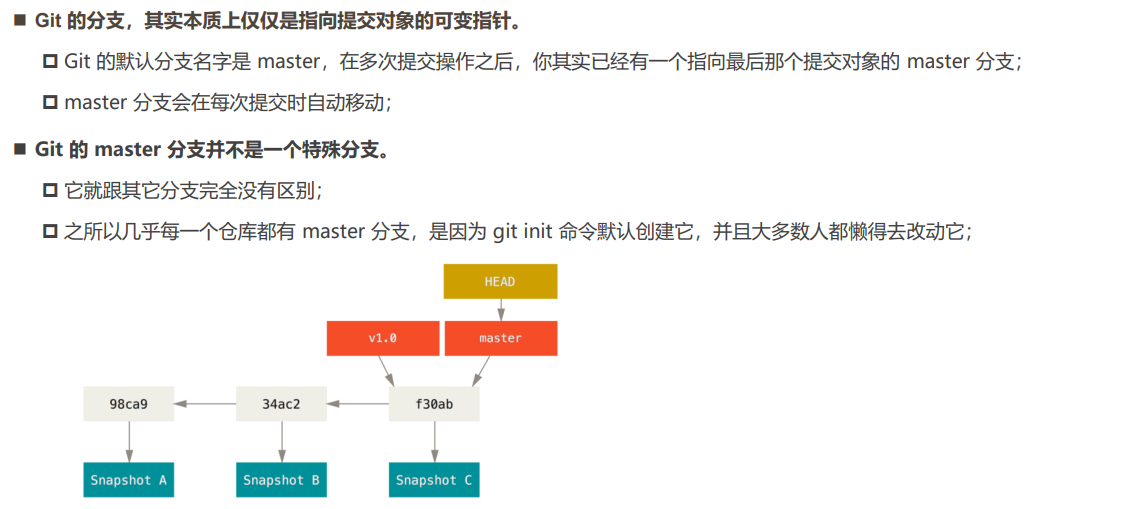 Git 的分支，其实本质上仅仅是指向提交对象的可变指针。
Git 的默认分支名字是 master，在多次提交操作之后，你其实已经有一个指向最后那个提交对象的 master 分支；
master 分支会在每次提交时自动移动；
Git 的 master 分支并不是一个特殊分支。
它就跟其它分支完全没有区别；
之所以几乎每一个仓库都有 master 分支，是因为 git init 命令默认创建它，并且大多数人都懒得去改动它；
HEAD
v1.0 master
98ca9 34ac2 f30ab
Snapshot A Snapshot B Snapshot C